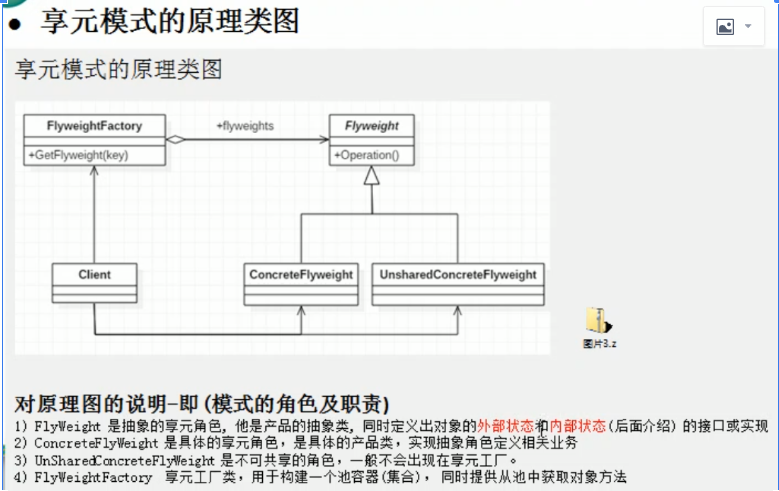 ● 享元模式的原理类图
享元模式的原理类图
FlyweightFactory
+flyweights
Flyweight
+GetFlyweight(key)
+Operation()
Client
ConcreteFlyweight
UnsharedConcreteFlyweight
图片3.z
对原理图的说明-即(模式的角色及职责)
1) FlyWeight 是抽象的享元角色, 他是产品的抽象类, 同时定义出对象的外部状态和内部状态(后面介绍) 的接口或实现
2) ConcreteFlyWeight 是具体的享元角色，是具体的产品类，实现抽象角色定义相关业务
3) UnSharedConcreteFlyWeight 是不可共享的角色，一般不会出现在享元工厂。
4) FlyWeightFactory 享元工厂类，用于构建一个池容器(集合)， 同时提供从池中获取对象方法